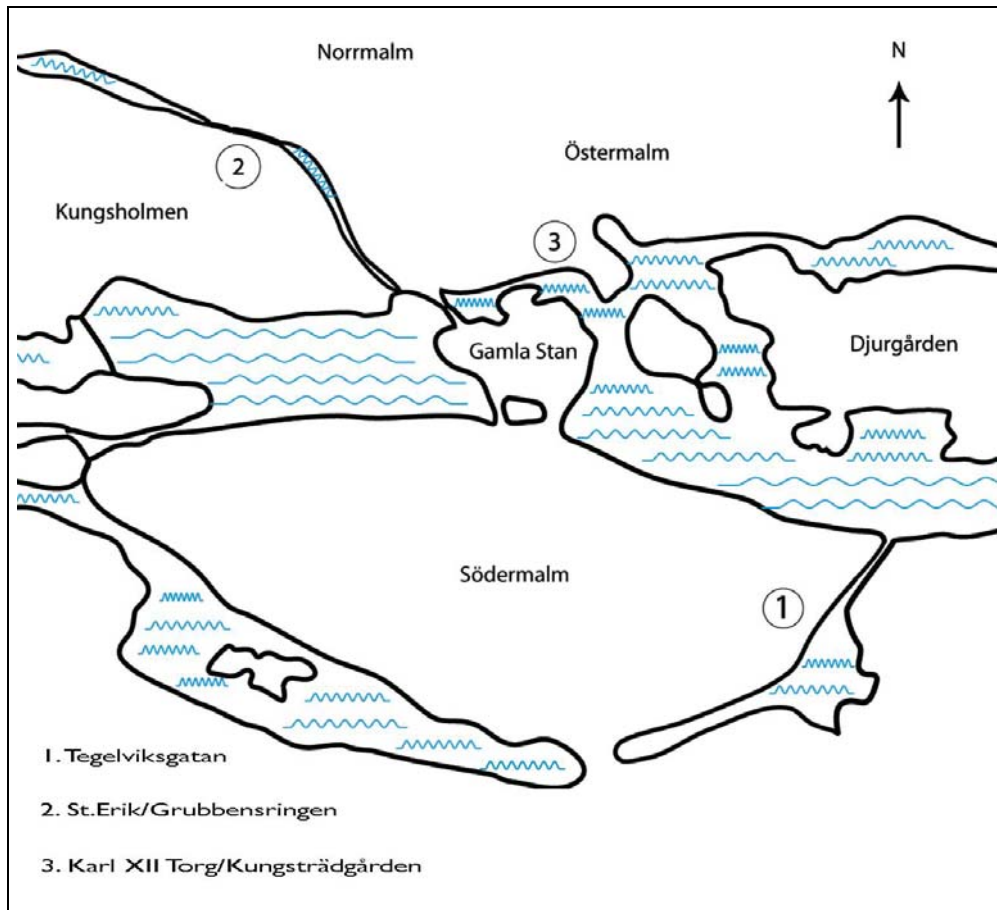 Norrmalm
N
Östermalm
2
Kungsholmen
3
Gamla Stan
Djurgården
Södermalm
1
1. Tegelviksgatan
2. St.Erik/Grubbensringen
3. Karl XII Torg/Kungsträdgården